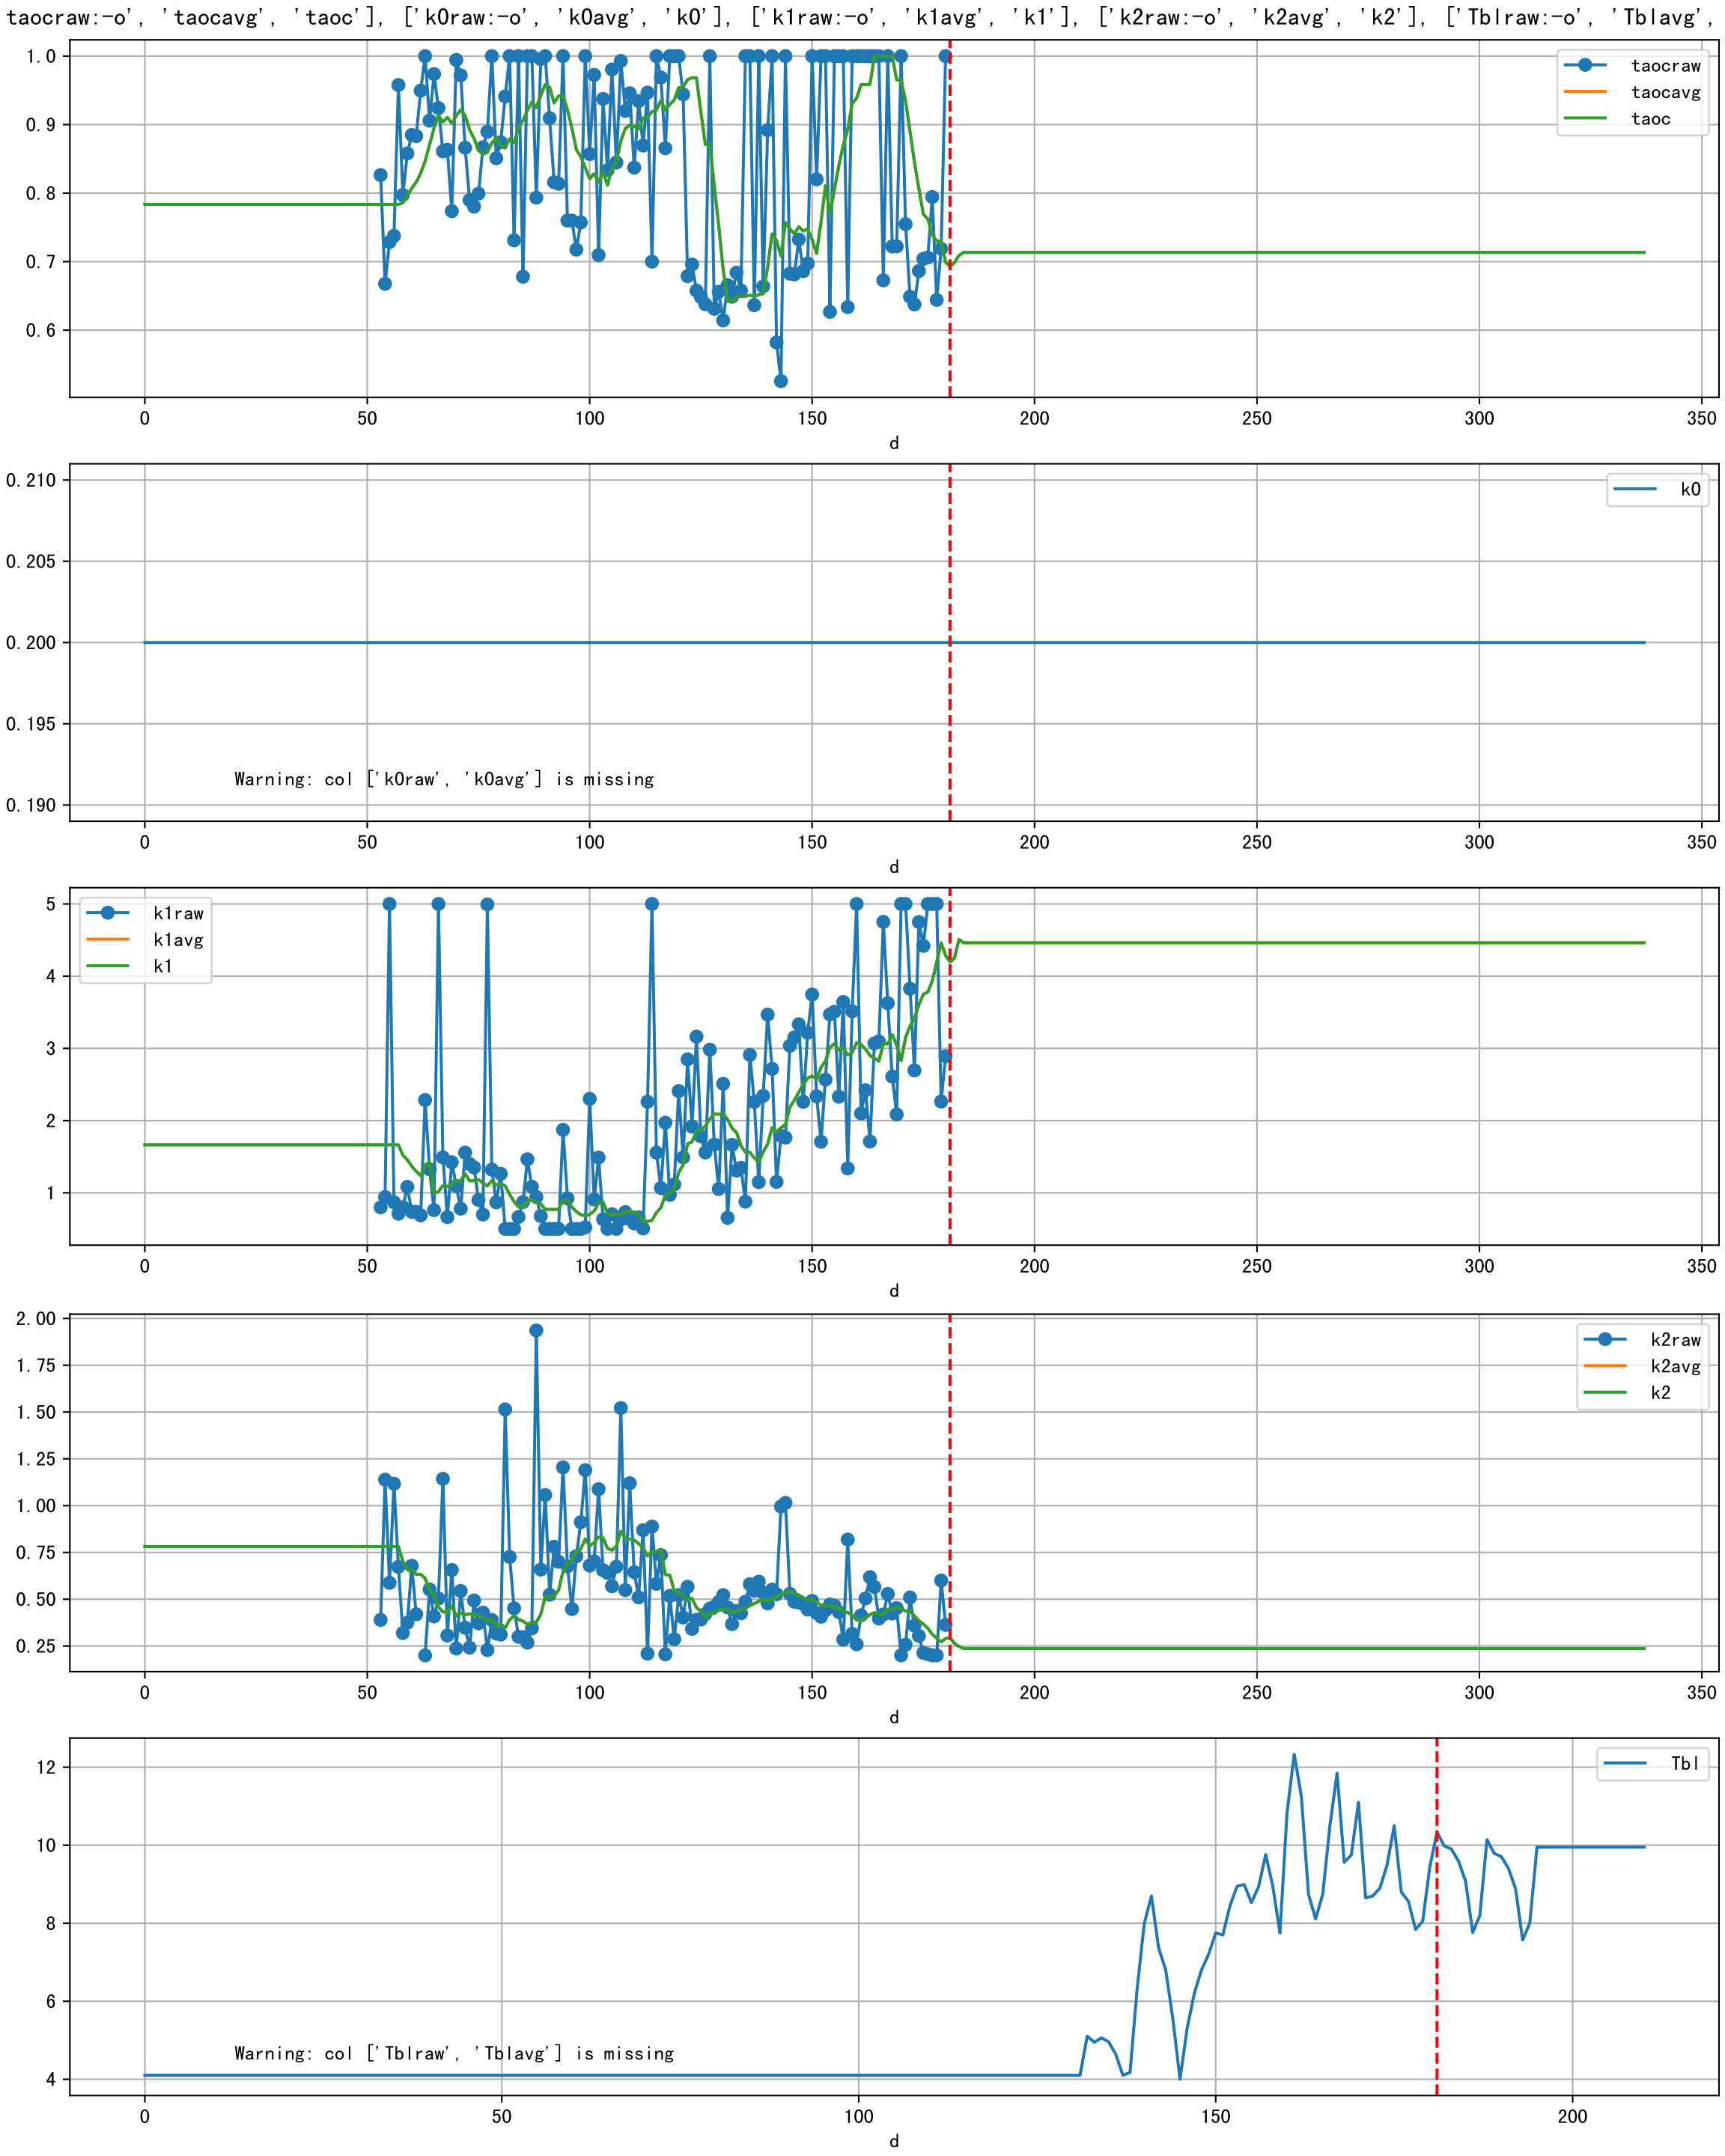 taocraw:-o', 'taocavg', 'taoc'], ['k0raw:-o', 'k0avg', 'k0'], ['k1raw:-o', 'k1avg', 'k1'], ['k2raw:-o', 'k2avg', 'k2'], ['Tblraw:-o', 'Tblavg',
1.0
0.9
0.8
0.7
0.6
taocraw
taocavg
taoc
0 50 100 150 200 250 300 350
d
0.210
0.205
0.200
0.195
0.190
k0
Warning: col ['k0raw', 'k0avg'] is missing
0 50 100 150 200 250 300 350
d
5
4
3
2
1
k1raw
k1avg
k1
0 50 100 150 200 250 300 350
d
2.00
1.75
1.50
1.25
1.00
0.75
0.50
0.25
k2raw
k2avg
k2
0 50 100 150 200 250 300 350
d
12
10
8
6
4
Tbl
Warning: col ['Tblraw', 'Tblavg'] is missing
0 50 100 150 200
d